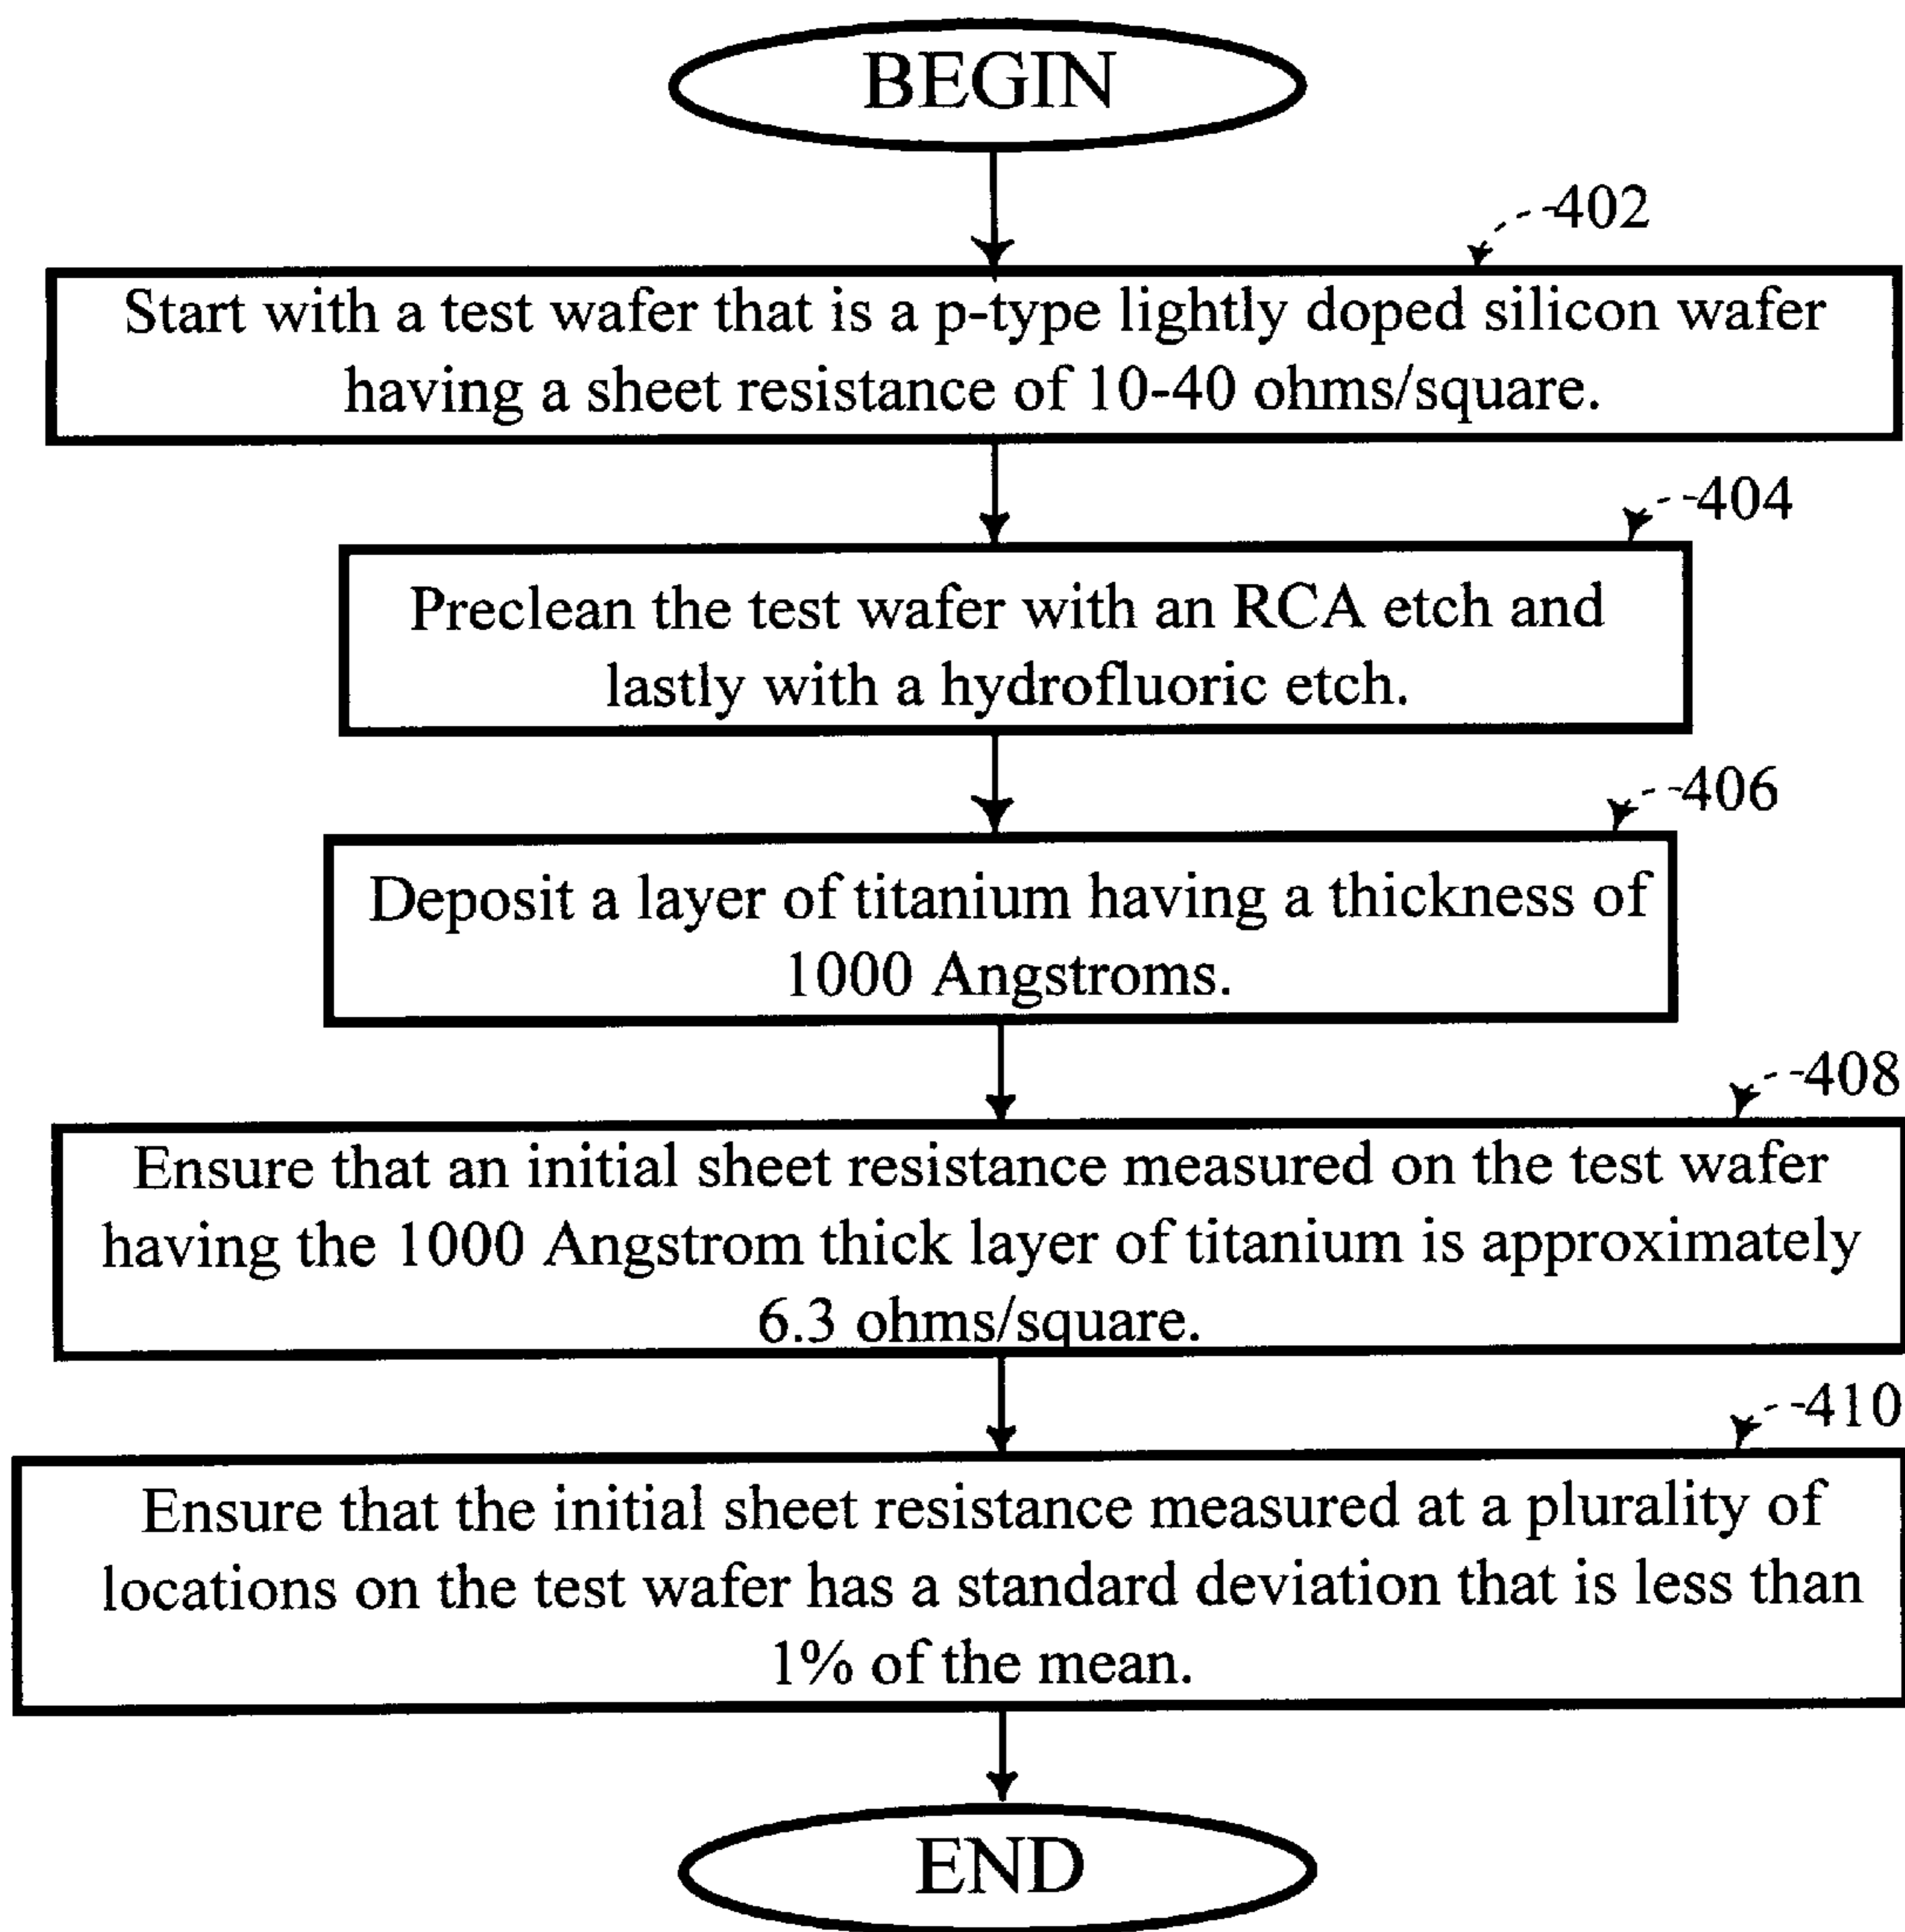 BEGIN
402
Start with a test wafer that is a p-type lightly doped silicon wafer
having a sheet resistance of 10-40 ohms/square.
404
Preclean the test wafer with an RCA etch and
lastly with a hydrofluoric etch.
406
Deposit a layer of titanium having a thickness of
1000 Angstroms.
408
Ensure that an initial sheet resistance measured on the test wafer
having the 1000 Angstrom thick layer of titanium is approximately
6.3 ohms/square.
410
Ensure that the initial sheet resistance measured at a plurality of
locations on the test wafer has a standard deviation that is less than
1% of the mean.
END